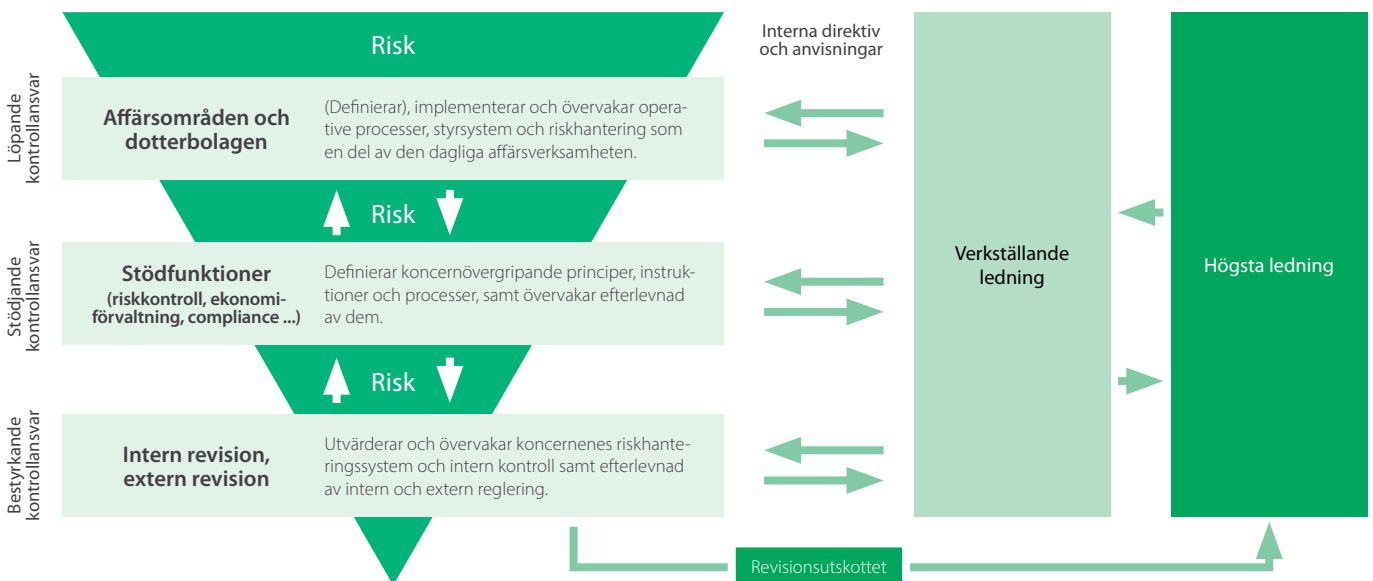 Risk
Interna direktiv
och anvisningar
Löpande
kontrollansvar
Affärsområden och
dotterbolagen
(Definierar), implementerar och övervakar opera-
tive processer, styrsystem och riskhantering som
en del av den dagliga affärsverksamheten.
Risk
Stödjande
kontrollansvar
Stödfunktioner
(riskkontroll, ekonomi-
förvaltning, compliance ...)
Definierar koncernövergripande principer, instruk-
tioner och processer, samt övervakar efterlevnad
av dem.
Verkställande
ledning
Högsta ledning
Risk
Bestyrkande
kontrollansvar
Intern revision,
extern revision
Utvärderar och övervakar koncernenes riskhante-
ringssystem och intern kontroll samt efterlevnad
av intern och extern reglering.
Revisionsutskottet